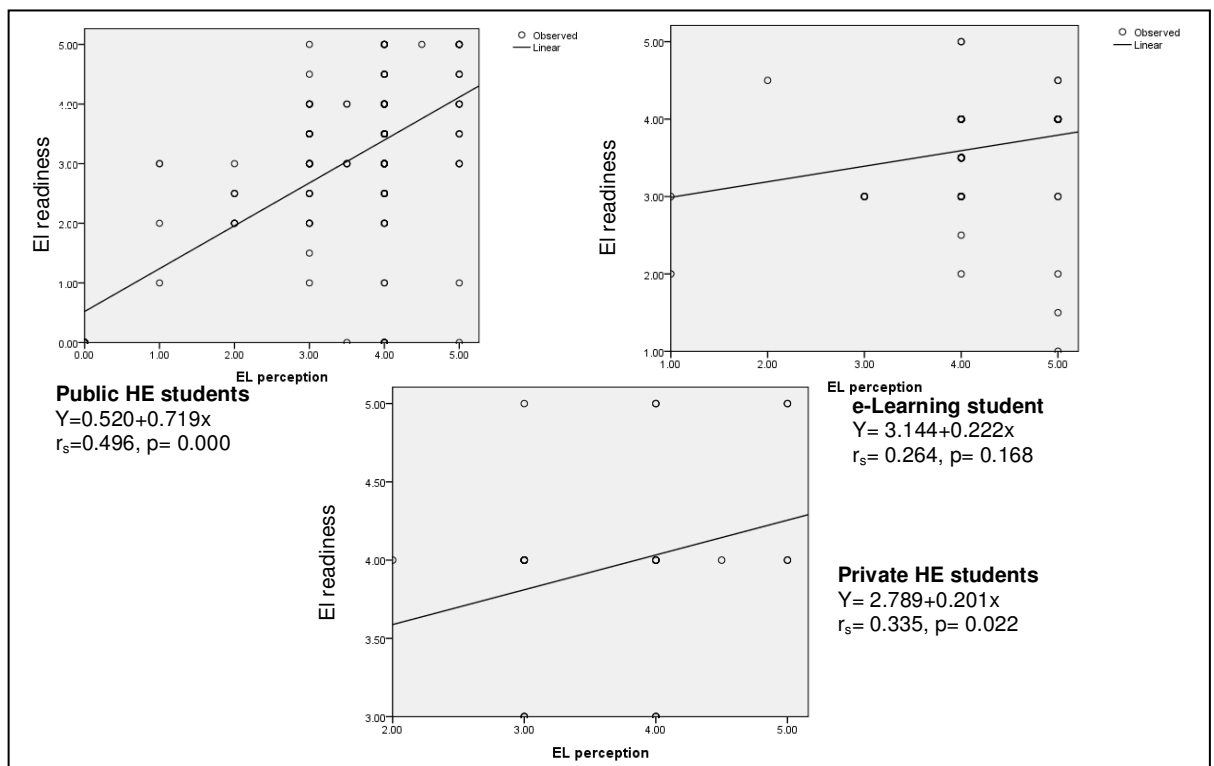 5.00
4.00
3.00
2.00
1.00
0.00
EI readiness
0.00 1.00 2.00 3.00 4.00 5.00
EL perception
Observed
Linear
Public HE students
Y=0.520+0.719x
rs=0.496, p= 0.000
5.00
4.00
3.00
2.00
1.00
EI readiness
1.00 2.00 3.00 4.00 5.00
EL perception
Observed
Linear
e-Learning student
Y= 3.144+0.222x
rs= 0.264, p= 0.168
5.00
4.50
4.00
3.50
3.00
EI readiness
2.00 3.00 4.00 5.00
EL perception
Private HE students
Y= 2.789+0.201x
rs= 0.335, p= 0.022